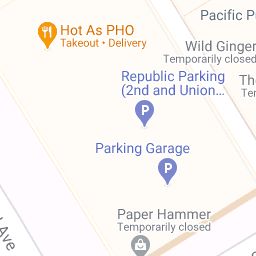 Pacific
Hot As PHO
Takeout • Delivery
Wild Ginger
Temporarily closed
Republic Parking
(2nd and Union...
The
P
Parking Garage
P
Paper Hammer
Temporarily closed
Ave